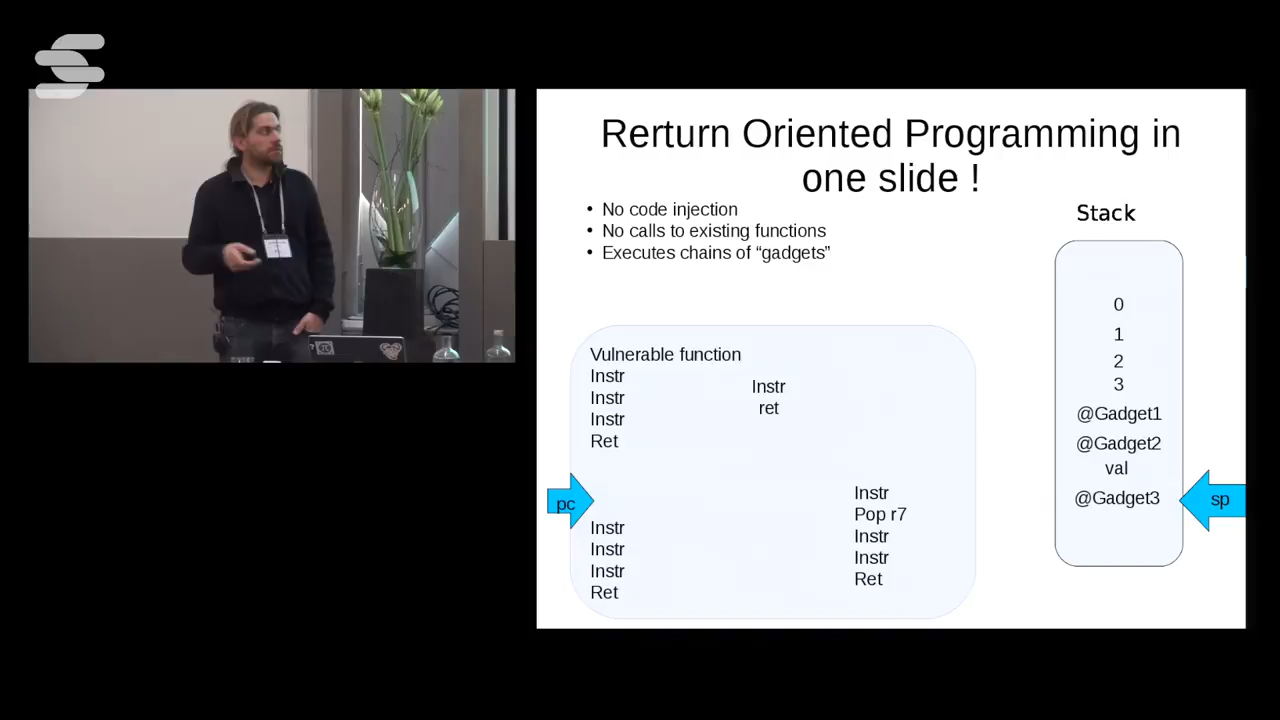 Rerturn Oriented Programming in
one slide !
• No code injection
• No calls to existing functions
• Executes chains of “gadgets”
Stack
0
1
2
3
@Gadget1
@Gadget2
val
@Gadget3
sp
pc
Vulnerable function
Instr
Instr
Instr
Ret
Instr
ret
Instr
Instr
Instr
Ret
Instr
Pop r7
Instr
Instr
Ret